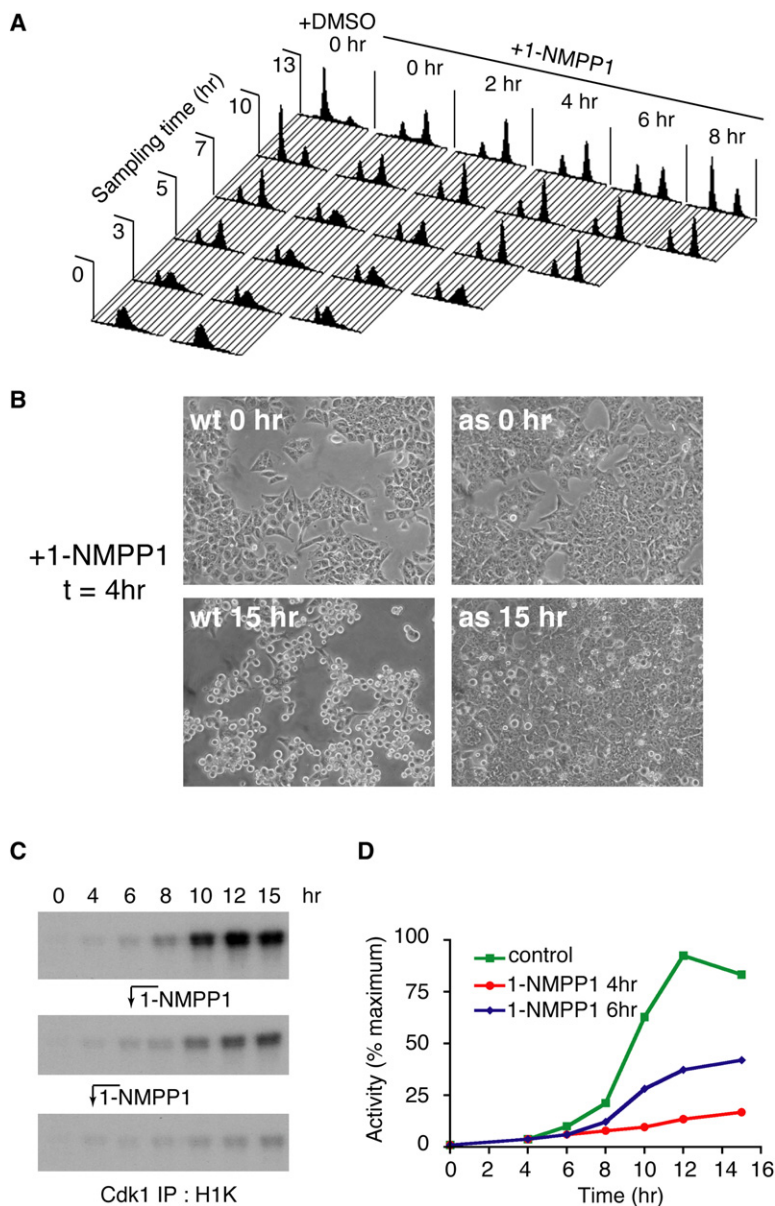 A
+DMSO
0 hr
+1-NMPP1
0 hr
2 hr
4 hr
6 hr
8 hr
Sampling time (hr)
13
10
7
5
3
0
B
+1-NMPP1
t = 4hr
wt 0 hr
as 0 hr
wt 15 hr
as 15 hr
C
0 4 6 8 10 12 15 hr
1-NMPP1
1-NMPP1
Cdk1 IP : H1K
D
100
75
50
25
0
Activity (% maximum)
control
1-NMPP1 4hr
1-NMPP1 6hr
0 2 4 6 8 10 12 14 16
Time (hr)